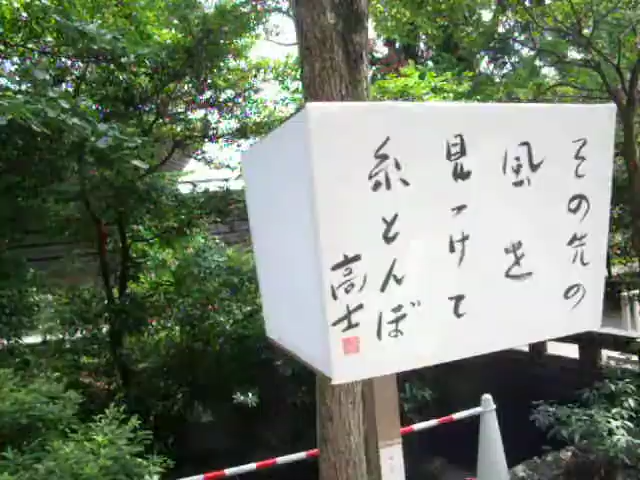 その先の
風を
見つけて
糸とんぼ
高士